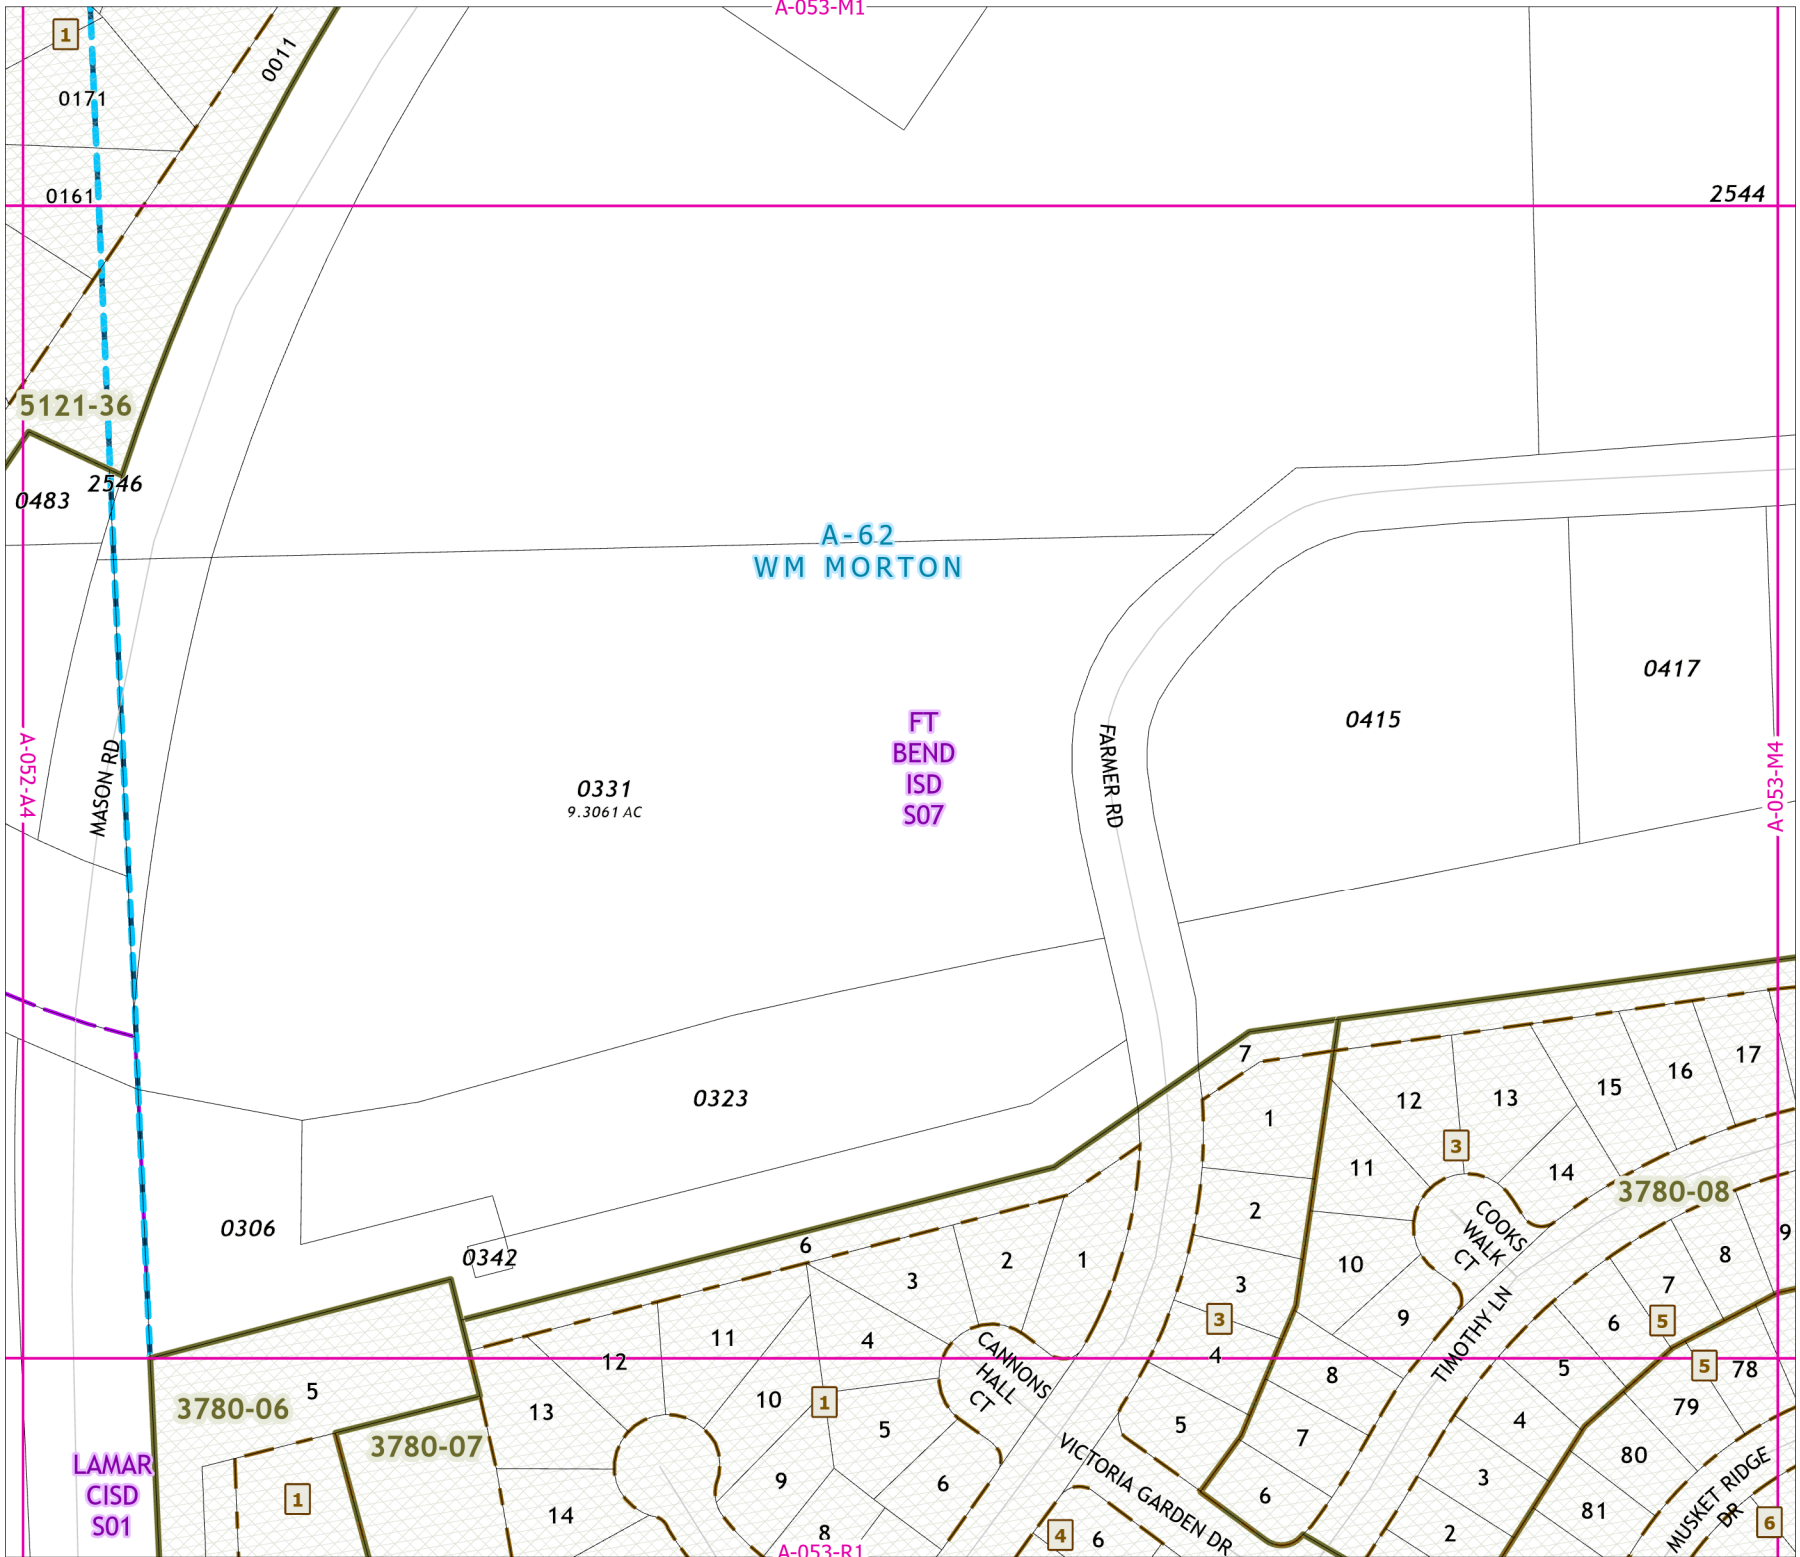 A-053-M1
1
0011
0171
0161
2544
5121-36
2546
0483
A-62
WM MORTON
FT
BEND
ISD
S07
0417
0415
FARMER RD
A-052-A4
MASON RD
A-053-M4
0331
9.3061 AC
7
17
16
15
13
12
0323
1
3
11
14
3780-08
2
COOKS
WALK
CT
0306
0342
6
9
8
7
10
3
2
1
3
3
6
5
9
TIMOTHY LN
11
4
12
CANNONS
HALL
CT
4
5
5
78
8
5
3780-06
13
10
1
5
79
3780-07
5
7
4
80
VICTORIA GARDEN DR
LAMAR
CISD
S01
1
9
6
6
3
81
MUSKET RIDGE
DR
14
8
4
6
2
6
A-053-R1